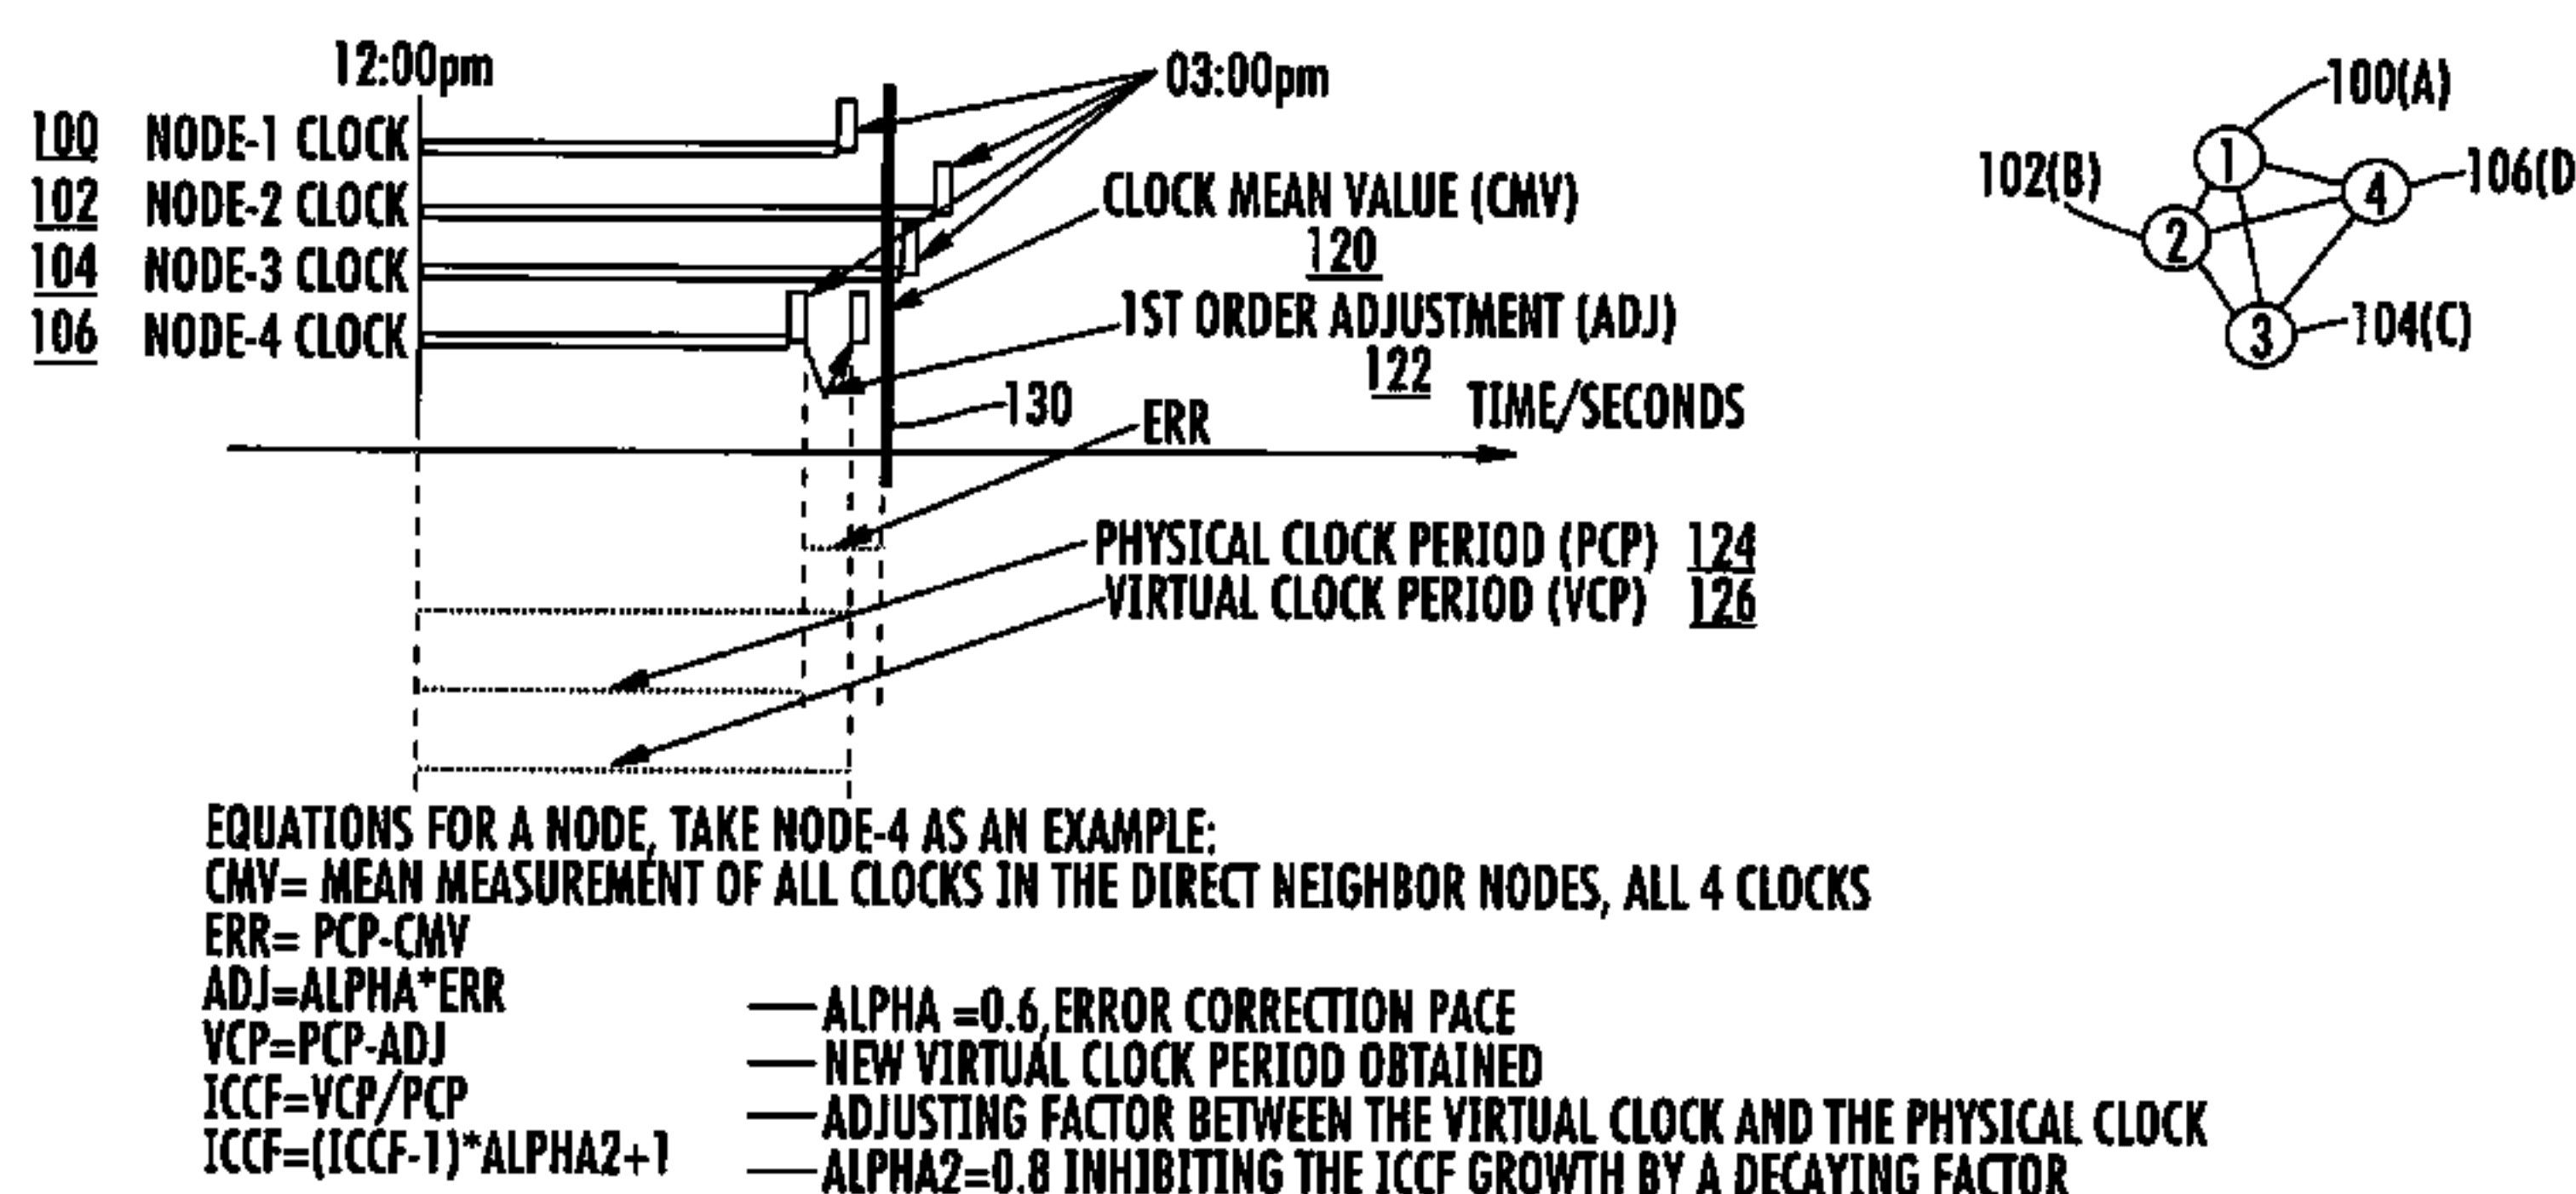 12:00pm
03:00pm
100 NODE-1 CLOCK
102 NODE-2 CLOCK
104 NODE-3 CLOCK
106 NODE-4 CLOCK
CLOCK MEAN VALUE (CMV)
120
1ST ORDER ADJUSTMENT (ADJ)
122
130
ERR
TIME/SECONDS
PHYSICAL CLOCK PERIOD (PCP) 124
VIRTUAL CLOCK PERIOD (VCP) 126
100(A)
102(B)
106(D
104(C)
1
4
2
3
EQUATIONS FOR A NODE, TAKE NODE-4 AS AN EXAMPLE:
CMV= MEAN MEASUREMENT OF ALL CLOCKS IN THE DIRECT NEIGHBOR NODES, ALL 4 CLOCKS
ERR= PCP-CMV
ADJ=ALPHA*ERR — ALPHA =0.6,ERROR CORRECTION PACE
VCP=PCP-ADJ — NEW VIRTUAL CLOCK PERIOD OBTAINED
ICCF=VCP/PCP — ADJUSTING FACTOR BETWEEN THE VIRTUAL CLOCK AND THE PHYSICAL CLOCK
ICCF=(ICCF-1)*ALPHA2+1 — ALPHA2=0.8 INHIBITING THE ICCF GROWTH BY A DECAYING FACTOR